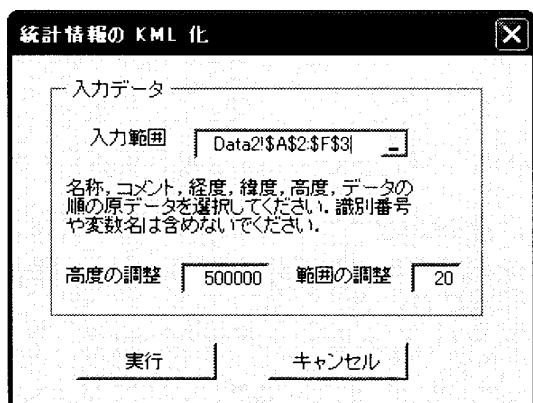 統計情報の KML 化
入力データ
入力範囲 Data2!$A$2:$F$3
名称,コメント,経度,緯度,高度,データの
順の原データを選択してください.識別番号
や変数名は含めないでください.
高度の調整 500000 範囲の調整 20
実行 キャンセル